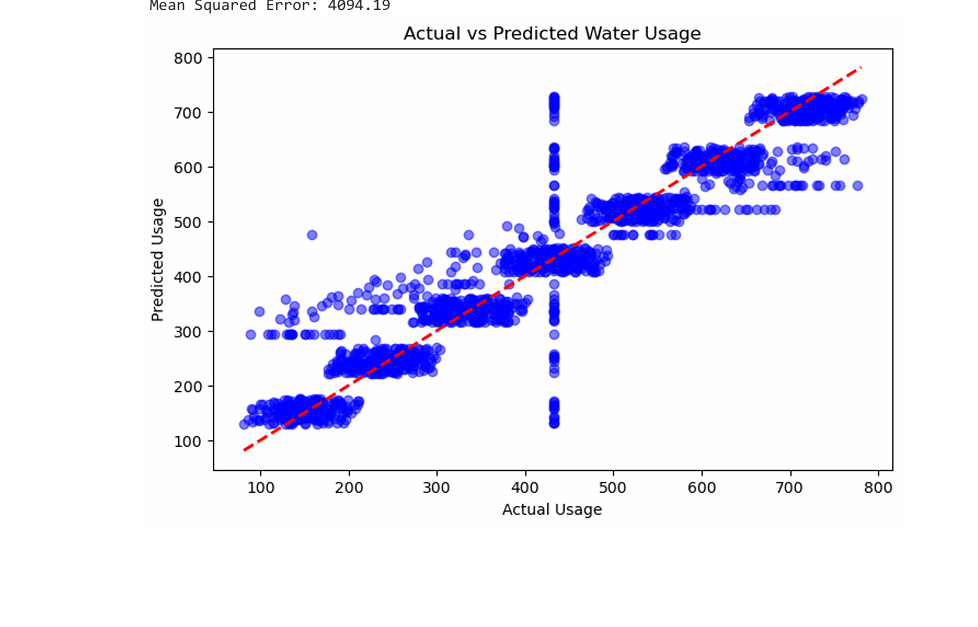 Mean Squared Error: 4094.19
Actual vs Predicted Water Usage
800
700
600
500
400
300
200
100
Predicted Usage
100 200 300 400 500 600 700 800
Actual Usage